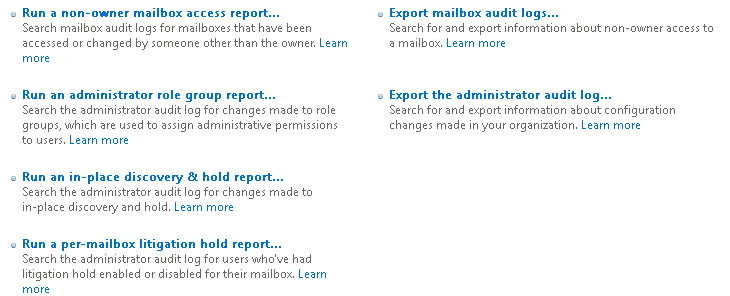 Run a non-owner mailbox access report...
Search mailbox audit logs for mailboxes that have been
accessed or changed by someone other than the owner. Learn
more
Run an administrator role group report...
Search the administrator audit log for changes made to role
groups, which are used to assign administrative permissions
to users. Learn more
Run an in-place discovery & hold report...
Search the administrator audit log for changes made to
in-place discovery and hold. Learn more
Run a per-mailbox litigation hold report...
Search the administrator audit log for users who've had
litigation hold enabled or disabled for their mailbox. Learn
more
Export mailbox audit logs...
Search for and export information about non-owner access to
a mailbox. Learn more
Export the administrator audit log...
Search for and export information about configuration
changes made in your organization. Learn more